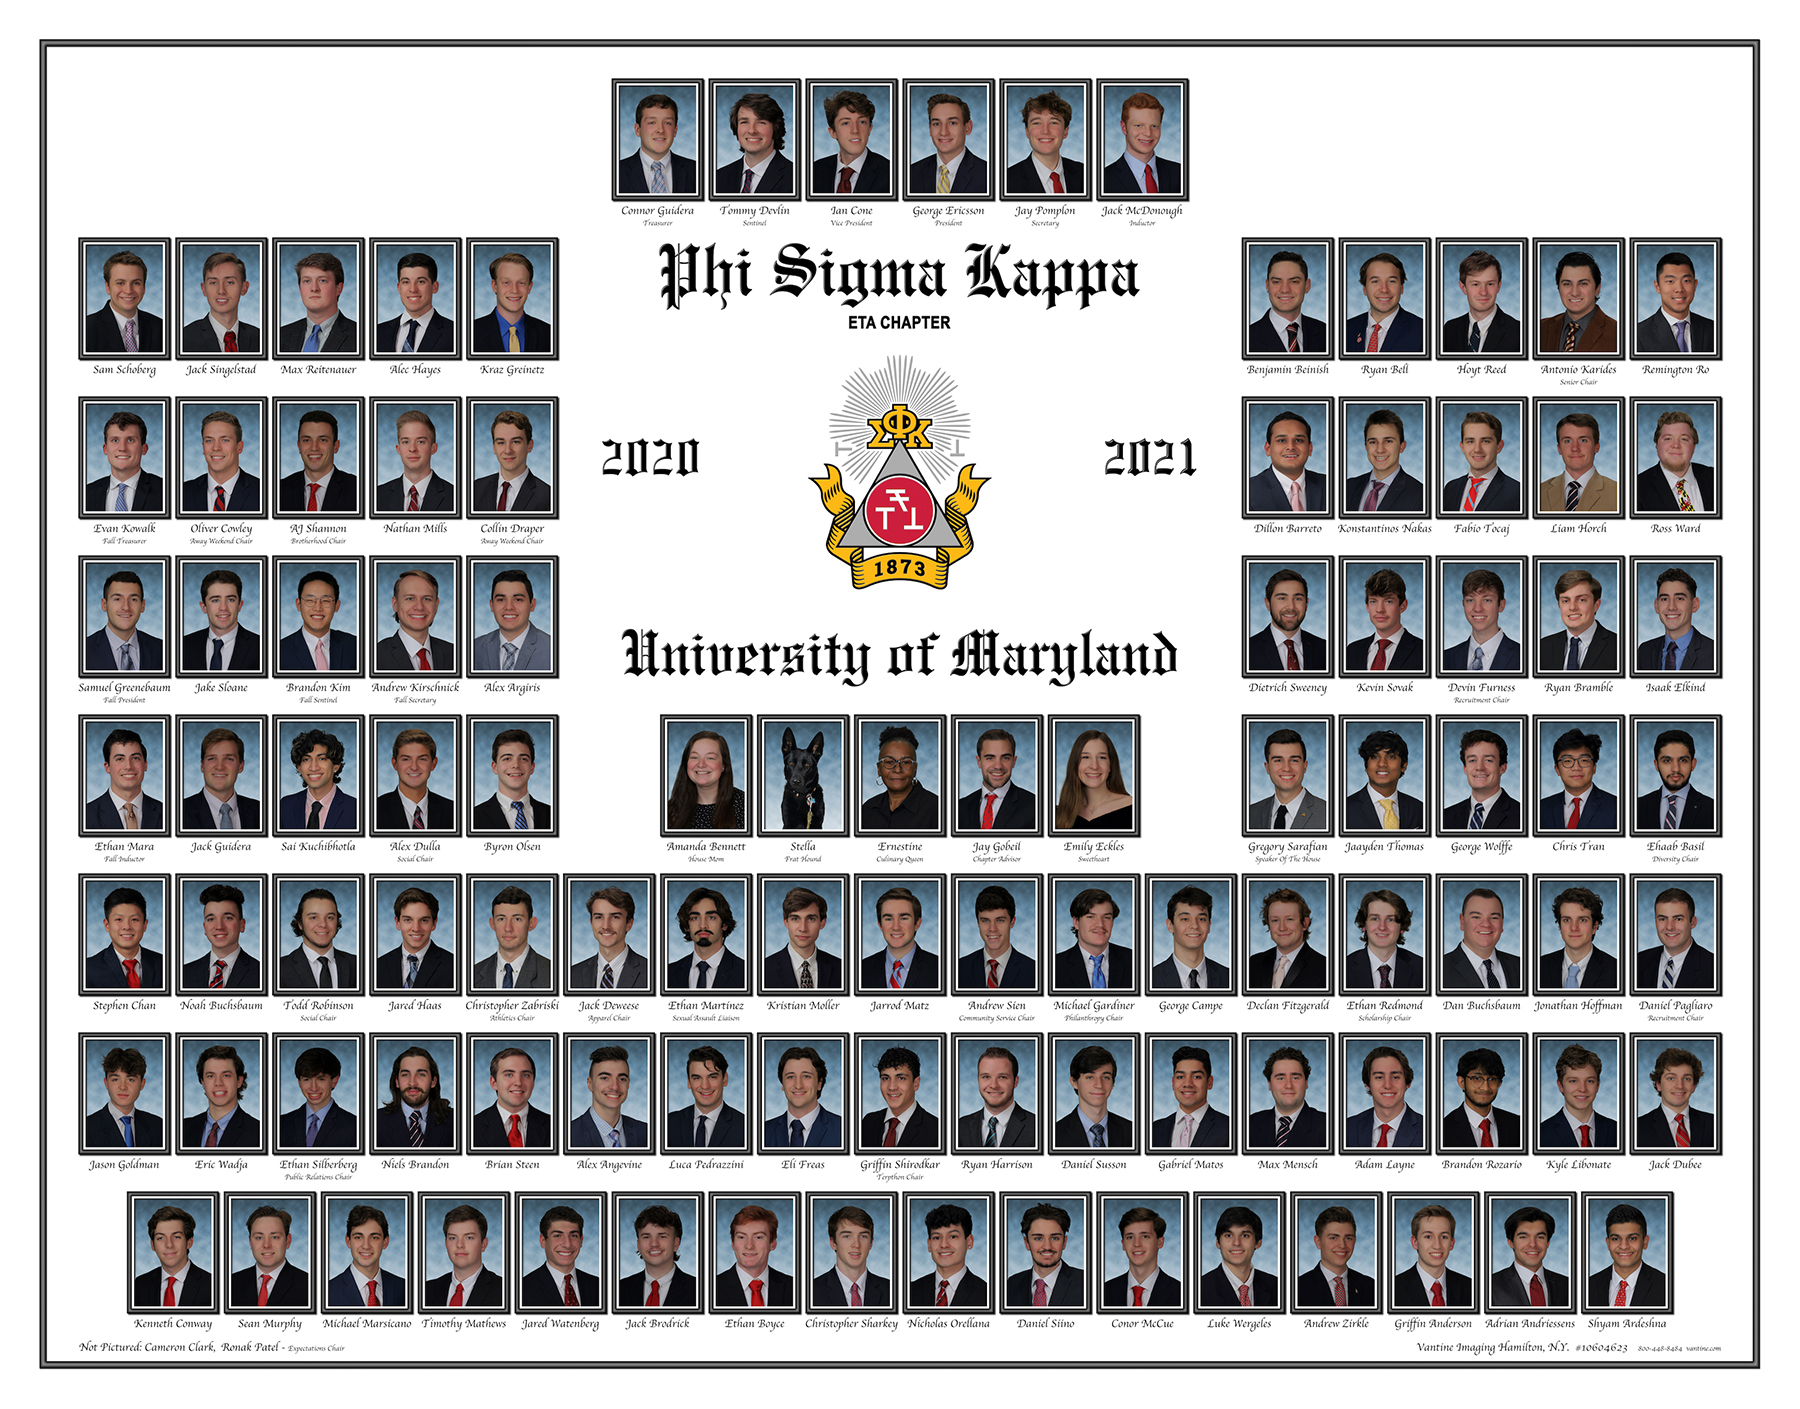 Connor Guidera Tommy Devlin Ian Cone George Ericsson Jay Pomplon Jack McDonough
Treasurer Sentinel Vice President President Secretary Inductor
Phi Sigma Kappa
ETA CHAPTER
Sam Schoberg Jack Singelstad Max Reitenauer Alec Hayes Kraz Greinetz
Benjamin Beinish Ryan Bell Hoyt Reed Antonio Karides Remington Ro
Senior Chair
ΣΦΚ
2020 2021
Evan Kowalk Oliver Cowley AJ Shannon Nathan Mills Collin Draper
Fall Treasurer Away Weekend Chair Brotherhood Chair Away Weekend Chair
Dillon Barreto Konstantinos Nakas Fabio Tocaj Liam Horch Ross Ward
T T T
1873
University of Maryland
Samuel Greenebaum Jake Sloane Brandon Kim Andrew Kirschnick Alex Argiris
Fall President Fall Sentinel Fall Secretary
Dietrich Sweeney Kevin Sovak Devin Furness Ryan Bramble Isaak Elkind
Recruitment Chair
Ethan Mara Jack Guidera Sai Kuchibhotla Alex Dulla Byron Olsen
Fall Inductor Social Chair
Amanda Bennett Stella Ernestine Jay Gobeil Emily Eckles
House Mom Frat Hound Culinary Queen Chapter Advisor Sweetheart
Gregory Sarafian Jaayden Thomas George Wolffe Chris Tran Ehaab Basil
Speaker Of The House Diversity Chair
Stephen Chan Noah Buchsbaum Todd Robinson Jared Haas Christopher Zabriski Jack Deweese Ethan Martinez Kristian Moller Jarrod Matz Andrew Sien Michael Gardiner George Campe Declan Fitzgerald Ethan Redmond Dan Buchsbaum Jonathan Hoffman Daniel Pagliaro
Social Chair Athletics Chair Apparel Chair Sexual Assault Liaison Community Service Chair Philanthropy Chair Scholarship Chair Recruitment Chair
Jason Goldman Eric Wadja Ethan Silberberg Niels Brandon Brian Steen Alex Angevine Luca Pedrazzini Eli Freas Griffin Shirodkar Ryan Harrison Daniel Susson Gabriel Matos Max Mensch Adam Layne Brandon Rozario Kyle Libonate Jack Dubee
Public Relations Chair Terpthon Chair
Kenneth Conway Sean Murphy Michael Marsicano Timothy Mathews Jared Watenberg Jack Brodrick Ethan Boyce Christopher Sharkey Nicholas Orellana Daniel Siino Conor McCue Luke Wergeles Andrew Zirkle Griffin Anderson Adrian Andriessens Shyam Ardeshna
Not Pictured: Cameron Clark, Ronak Patel - Expectations Chair
Vantine Imaging Hamilton, N.Y. #10604623 800-448-8484 vantine.com